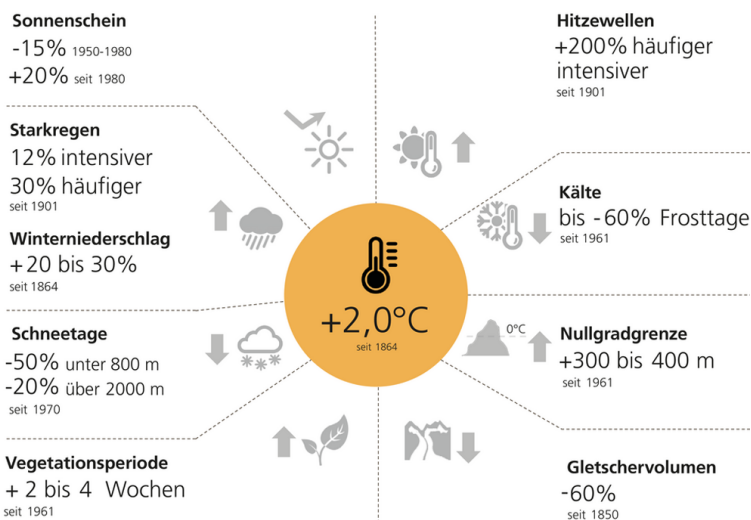 Sonnenschein
-15% 1950-1980
+20% seit 1980
Starkregen
12% intensiver
30% häufiger
seit 1901
Winterniederschlag
+20 bis 30%
seit 1864
Schneetage
-50% unter 800 m
-20% über 2000 m
seit 1970
Vegetationsperiode
+ 2 bis 4 Wochen
seit 1961
+2,0°C
seit 1864
Hitzewellen
+200% häufiger
intensiver
seit 1901
Kälte
bis -60% Frosttage
seit 1961
0°C
Nullgradgrenze
+300 bis 400 m
seit 1961
Gletschervolumen
-60%
seit 1850